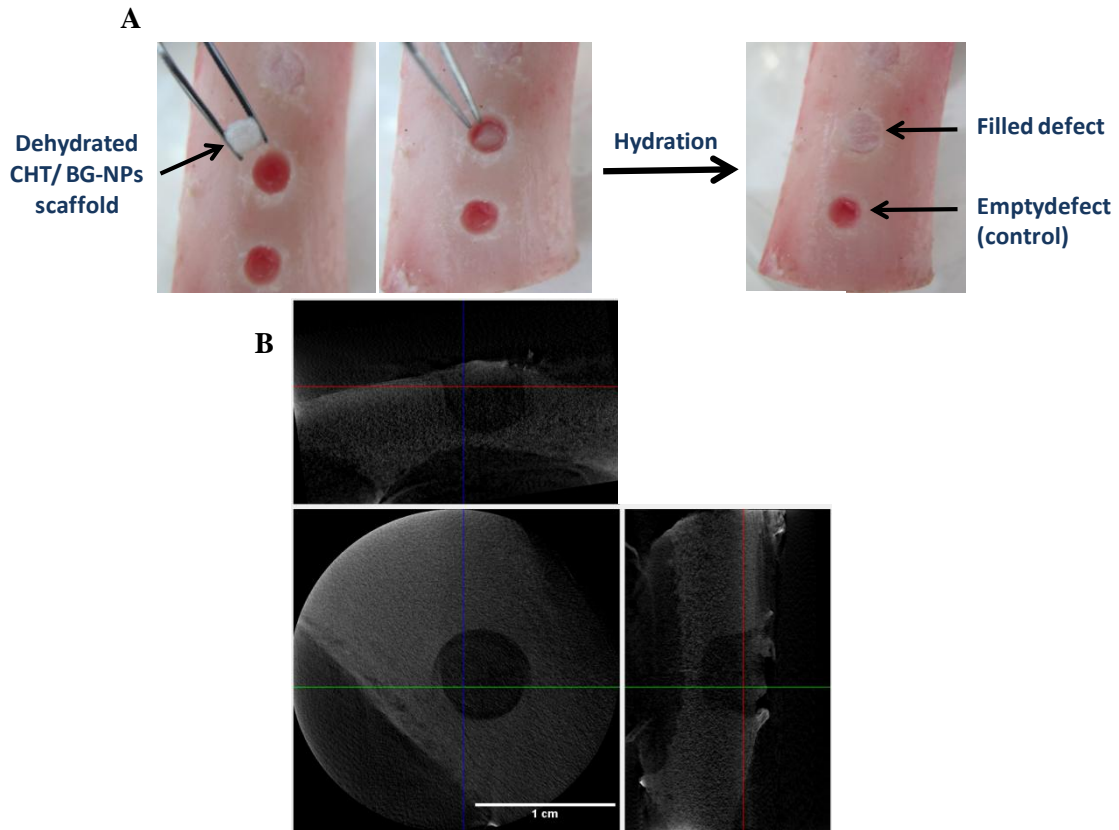 A
Dehydrated
CHT/ BG-NPs
scaffold
Hydration
Filled defect
Emptydefect
(control)
B
1 cm